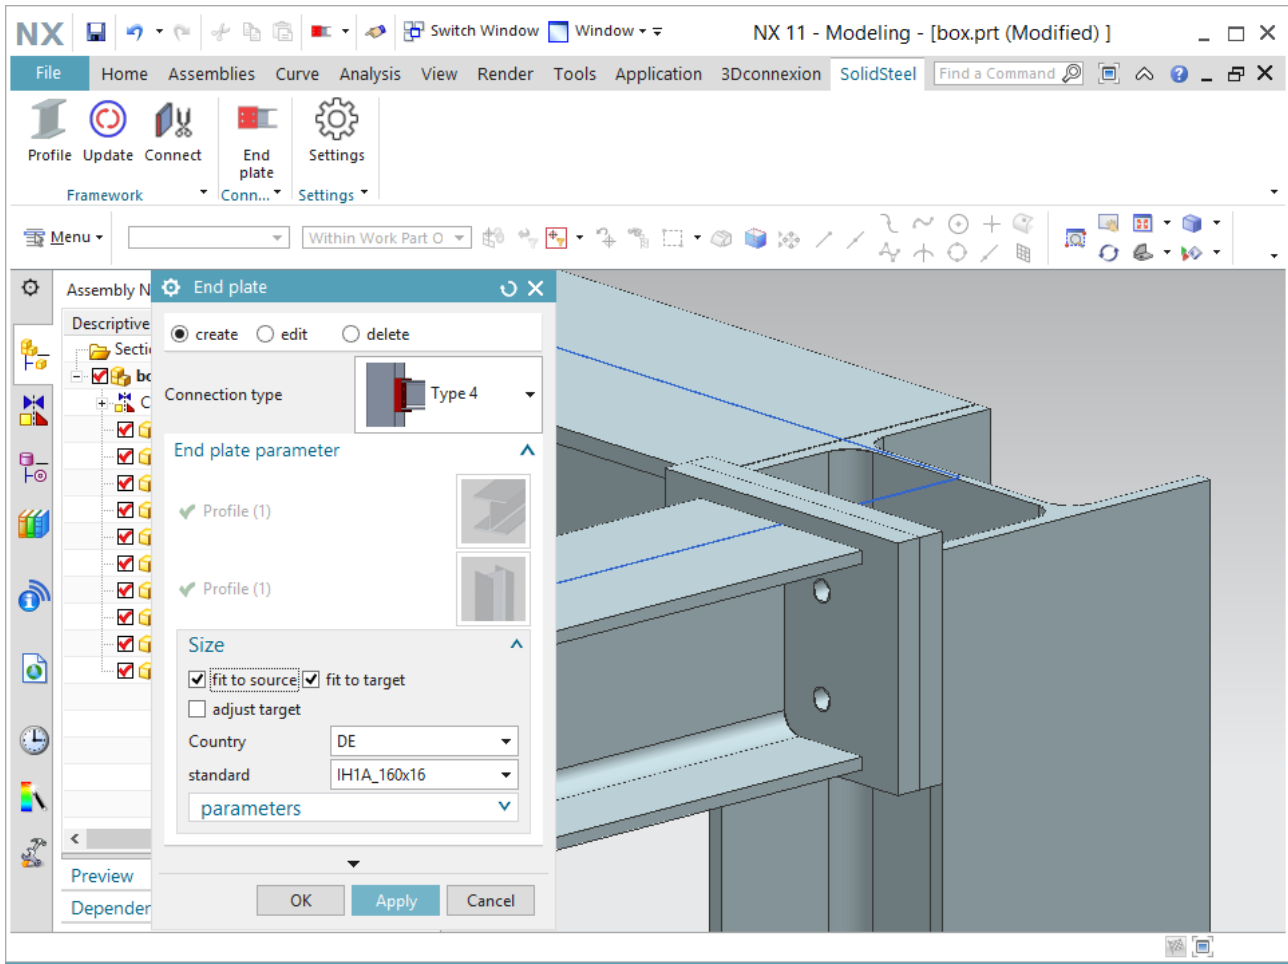 NX Switch Window Window NX 11 - Modeling - [box.prt (Modified) ]
File Home Assemblies Curve Analysis View Render Tools Application 3Dconnexion SolidSteel Find a Command
Profile Update Connect End plate Settings
Framework Conn... Settings
Menu Within Work Part O
Assembly N
Descriptive
Secti
bo
C
End plate
create edit delete
Connection type Type 4
End plate parameter
Profile (1)
Profile (1)
Size
fit to source fit to target
adjust target
Country DE
standard IH1A_160x16
parameters
Preview
Depender
OK Apply Cancel